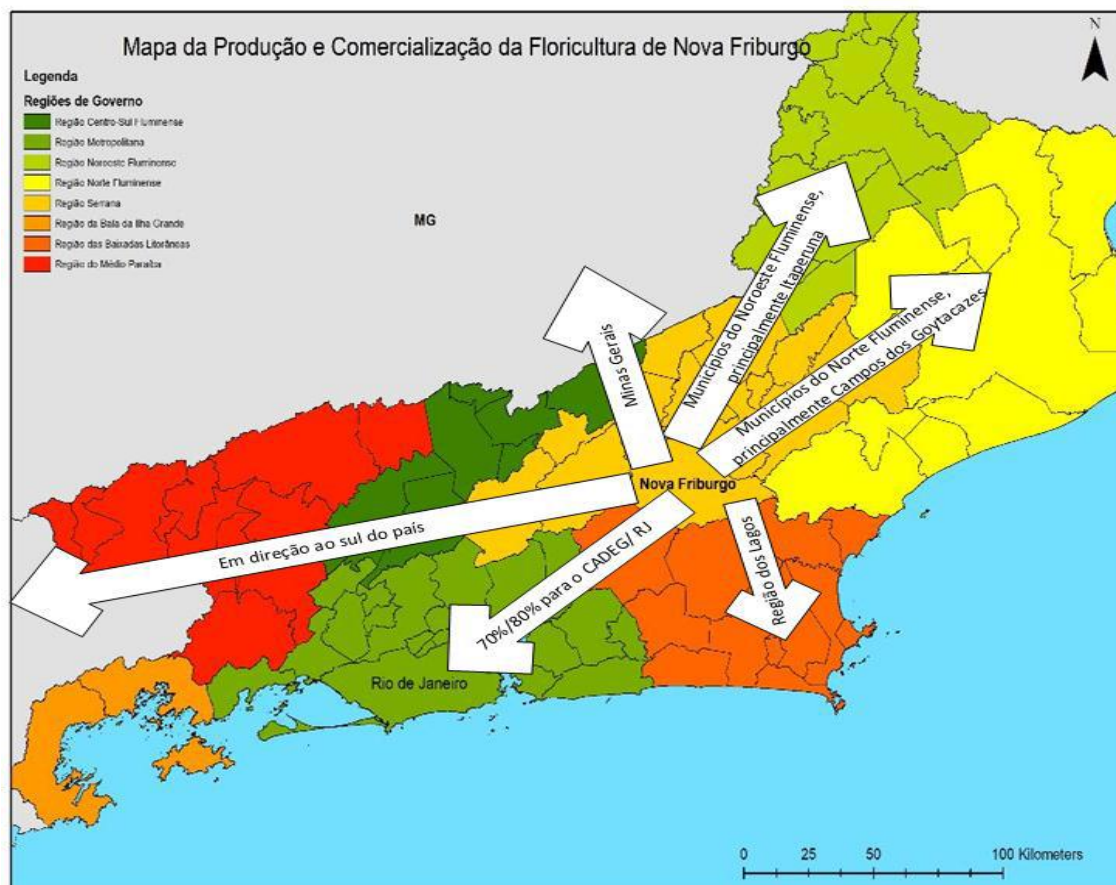 Mapa da Produção e Comercialização da Floricultura de Nova Friburgo
N
Legenda
Regiões de Governo
Região Centro-Sul Fluminense
Região Metropolitana
Região Noroeste Fluminense
Região Norte Fluminense
Região Serrana
Região da Baía da Ilha Grande
Região das Baixadas Litorâneas
Região do Médio Paraíba
MG
Municípios do Noroeste Fluminense,
principalmente Itaperuna
Minas Gerais
Municípios do Norte Fluminense,
principalmente Campos dos Goytacazes
Nova Friburgo
Em direção ao sul do país
70%/80% para o CADEG/ RJ
Região dos Lagos
Rio de Janeiro
0 25 50 100 Kilometers